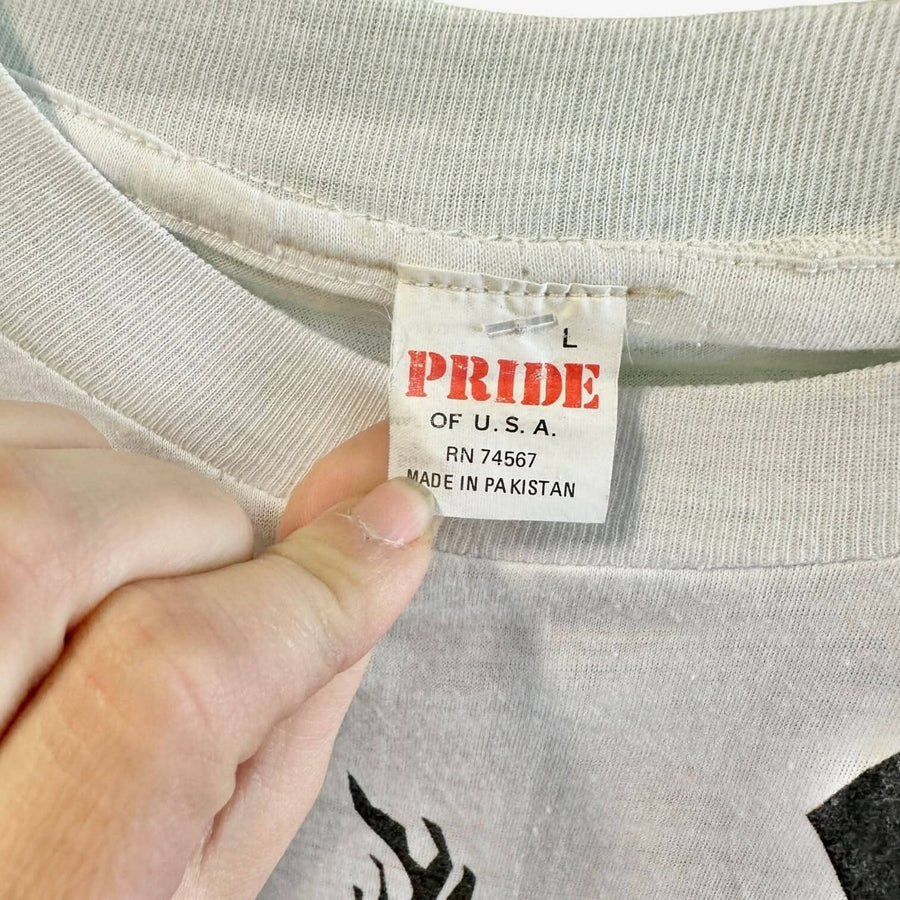 L
PRIDE
OF U.S.A.
RN 74567
MADE IN PAKISTAN